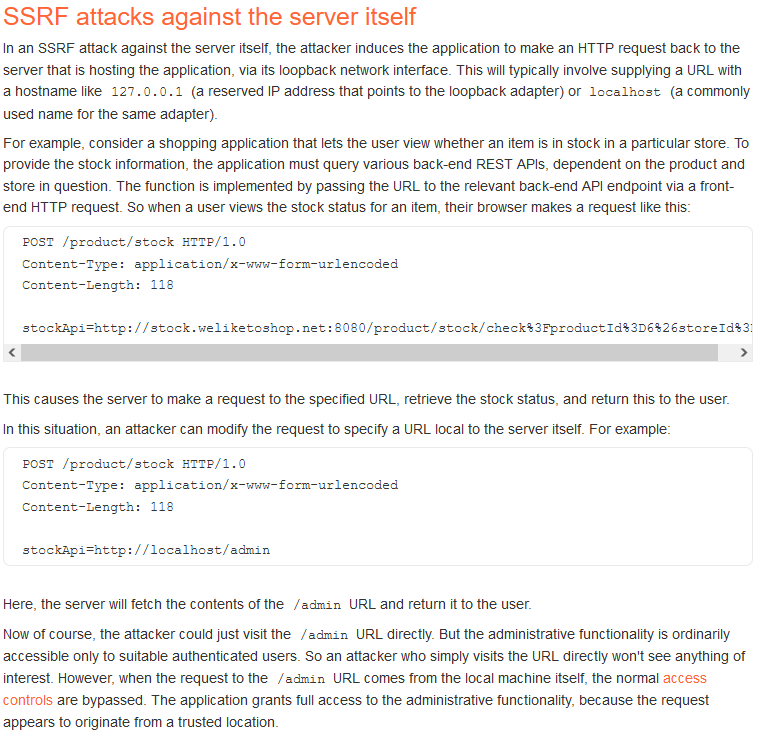 SSRF attacks against the server itself
In an SSRF attack against the server itself, the attacker induces the application to make an HTTP request back to the
server that is hosting the application, via its loopback network interface. This will typically involve supplying a URL with
a hostname like 127.0.0.1 (a reserved IP address that points to the loopback adapter) or localhost (a commonly
used name for the same adapter).
For example, consider a shopping application that lets the user view whether an item is in stock in a particular store. To
provide the stock information, the application must query various back-end REST APIs, dependent on the product and
store in question. The function is implemented by passing the URL to the relevant back-end API endpoint via a front-
end HTTP request. So when a user views the stock status for an item, their browser makes a request like this:
POST /product/stock HTTP/1.0
Content-Type: application/x-www-form-urlencoded
Content-Length: 118
stockApi=http://stock.weliketoshop.net:8080/product/stock/check%3FproductId%3D6%26storeId%3
This causes the server to make a request to the specified URL, retrieve the stock status, and return this to the user.
In this situation, an attacker can modify the request to specify a URL local to the server itself. For example:
POST /product/stock HTTP/1.0
Content-Type: application/x-www-form-urlencoded
Content-Length: 118
stockApi=http://localhost/admin
Here, the server will fetch the contents of the /admin URL and return it to the user.
Now of course, the attacker could just visit the /admin URL directly. But the administrative functionality is ordinarily
accessible only to suitable authenticated users. So an attacker who simply visits the URL directly won't see anything of
interest. However, when the request to the /admin URL comes from the local machine itself, the normal access
controls are bypassed. The application grants full access to the administrative functionality, because the request
appears to originate from a trusted location.